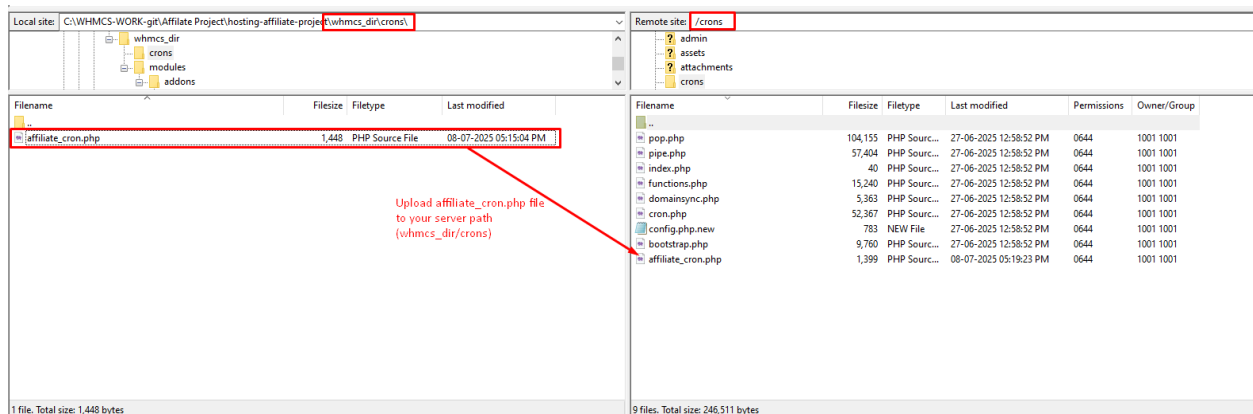 Local site: C:\WHMCS-WORK-git\Affilate Project\hosting-affiliate-project\whmcs_dir\crons\
whmcs_dir
crons
modules
addons
Filename Filesize Filetype Last modified
..
affiliate_cron.php 1,448 PHP Source File 08-07-2025 05:15:04 PM
Upload affiliate_cron.php file
to your server path
(whmcs_dir/crons)
1 file. Total size: 1,448 bytes
Remote site: /crons
admin
assets
attachments
crons
Filename Filesize Filetype Last modified Permissions Owner/Group
..
pop.php 104,155 PHP Sourc... 27-06-2025 12:58:52 PM 0644 1001 1001
pipe.php 57,404 PHP Sourc... 27-06-2025 12:58:52 PM 0644 1001 1001
index.php 40 PHP Sourc... 27-06-2025 12:58:52 PM 0644 1001 1001
functions.php 15,240 PHP Sourc... 27-06-2025 12:58:52 PM 0644 1001 1001
domainsync.php 5,363 PHP Sourc... 27-06-2025 12:58:52 PM 0644 1001 1001
cron.php 52,367 PHP Sourc... 27-06-2025 12:58:52 PM 0644 1001 1001
config.php.new 783 NEW File 27-06-2025 12:58:52 PM 0644 1001 1001
bootstrap.php 9,760 PHP Sourc... 27-06-2025 12:58:52 PM 0644 1001 1001
affiliate_cron.php 1,399 PHP Sourc... 08-07-2025 05:19:23 PM 0644 1001 1001
9 files. Total size: 246,511 bytes